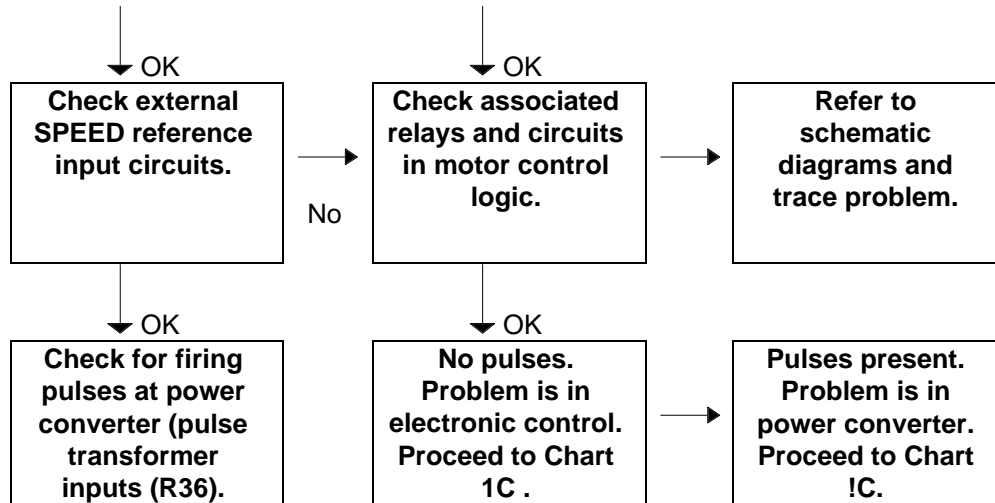 OK
OK
Check external
SPEED reference
input circuits.
No
Check associated
relays and circuits
in motor control
logic.
Refer to
schematic
diagrams and
trace problem.
OK
OK
Check for firing
pulses at power
converter (pulse
transformer
inputs (R36).
No pulses.
Problem is in
electronic control.
Proceed to Chart
1C .
Pulses present.
Problem is in
power converter.
Proceed to Chart
!C.